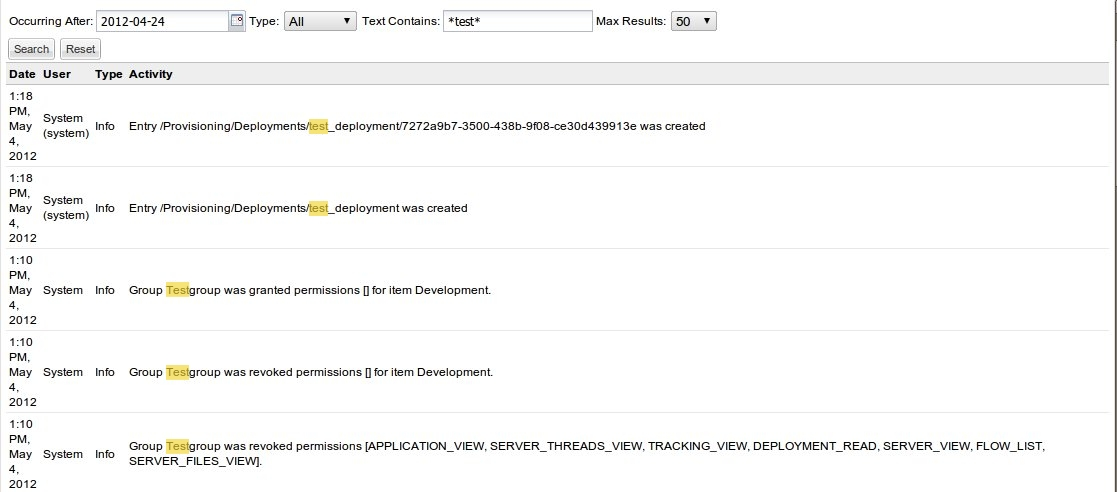 Occurring After: 2012-04-24 Type: All Text Contains: *test* Max Results: 50
Search Reset
Date User Type Activity
1:18
PM,
May
4,
2012
System
(system)
Info
Entry /Provisioning/Deployments/test_deployment/7272a9b7-3500-438b-9f08-ce30d439913e was created
1:18
PM,
May
4,
2012
System
(system)
Info
Entry /Provisioning/Deployments/test_deployment was created
1:10
PM,
May
4,
2012
System
Info
Group Testgroup was granted permissions [] for item Development.
1:10
PM,
May
4,
2012
System
Info
Group Testgroup was revoked permissions [] for item Development.
1:10
PM,
May
4,
2012
System
Info
Group Testgroup was revoked permissions [APPLICATION_VIEW, SERVER_THREADS_VIEW, TRACKING_VIEW, DEPLOYMENT_READ, SERVER_VIEW, FLOW_LIST,
SERVER_FILES_VIEW].